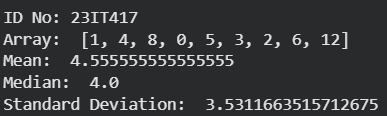 ID No: 23IT417
Array:  [1, 4, 8, 0, 5, 3, 2, 6, 12]
Mean:  4.555555555555555
Median:  4.0
Standard Deviation:  3.5311663515712675